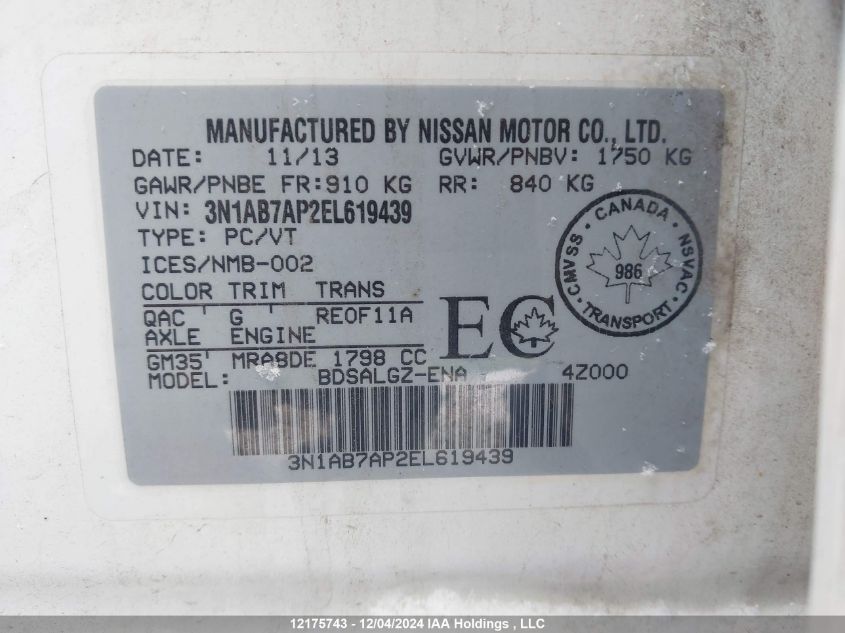 MANUFACTURED BY NISSAN MOTOR CO., LTD.
DATE: 11/13 GVWR/PNBV: 1750 KG
GAWR/PNBE FR:910 KG RR: 840 KG
VIN: 3N1AB7AP2EL619439
TYPE: PC/VT
ICES/NMB-002
COLOR TRIM TRANS
QAC ' G ' RE0F11A
AXLE ENGINE
GM35' MRA8DE 1798 CC
MODEL: BDSALGZ-ENA 4Z000
EC
CANADA
CMVSS 986 NSVAC
TRANSPORT
3N1AB7AP2EL619439
12175743 - 12/04/2024 IAA Holdings , LLC